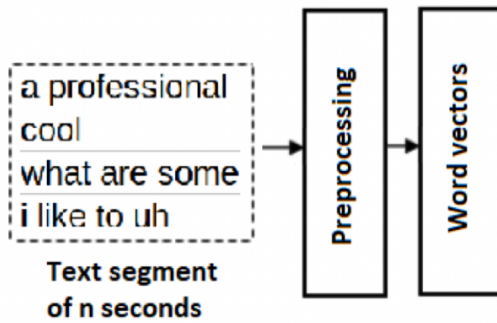 a professional
cool
what are some
i like to uh
Text segment
of n seconds
Preprocessing
Word vectors